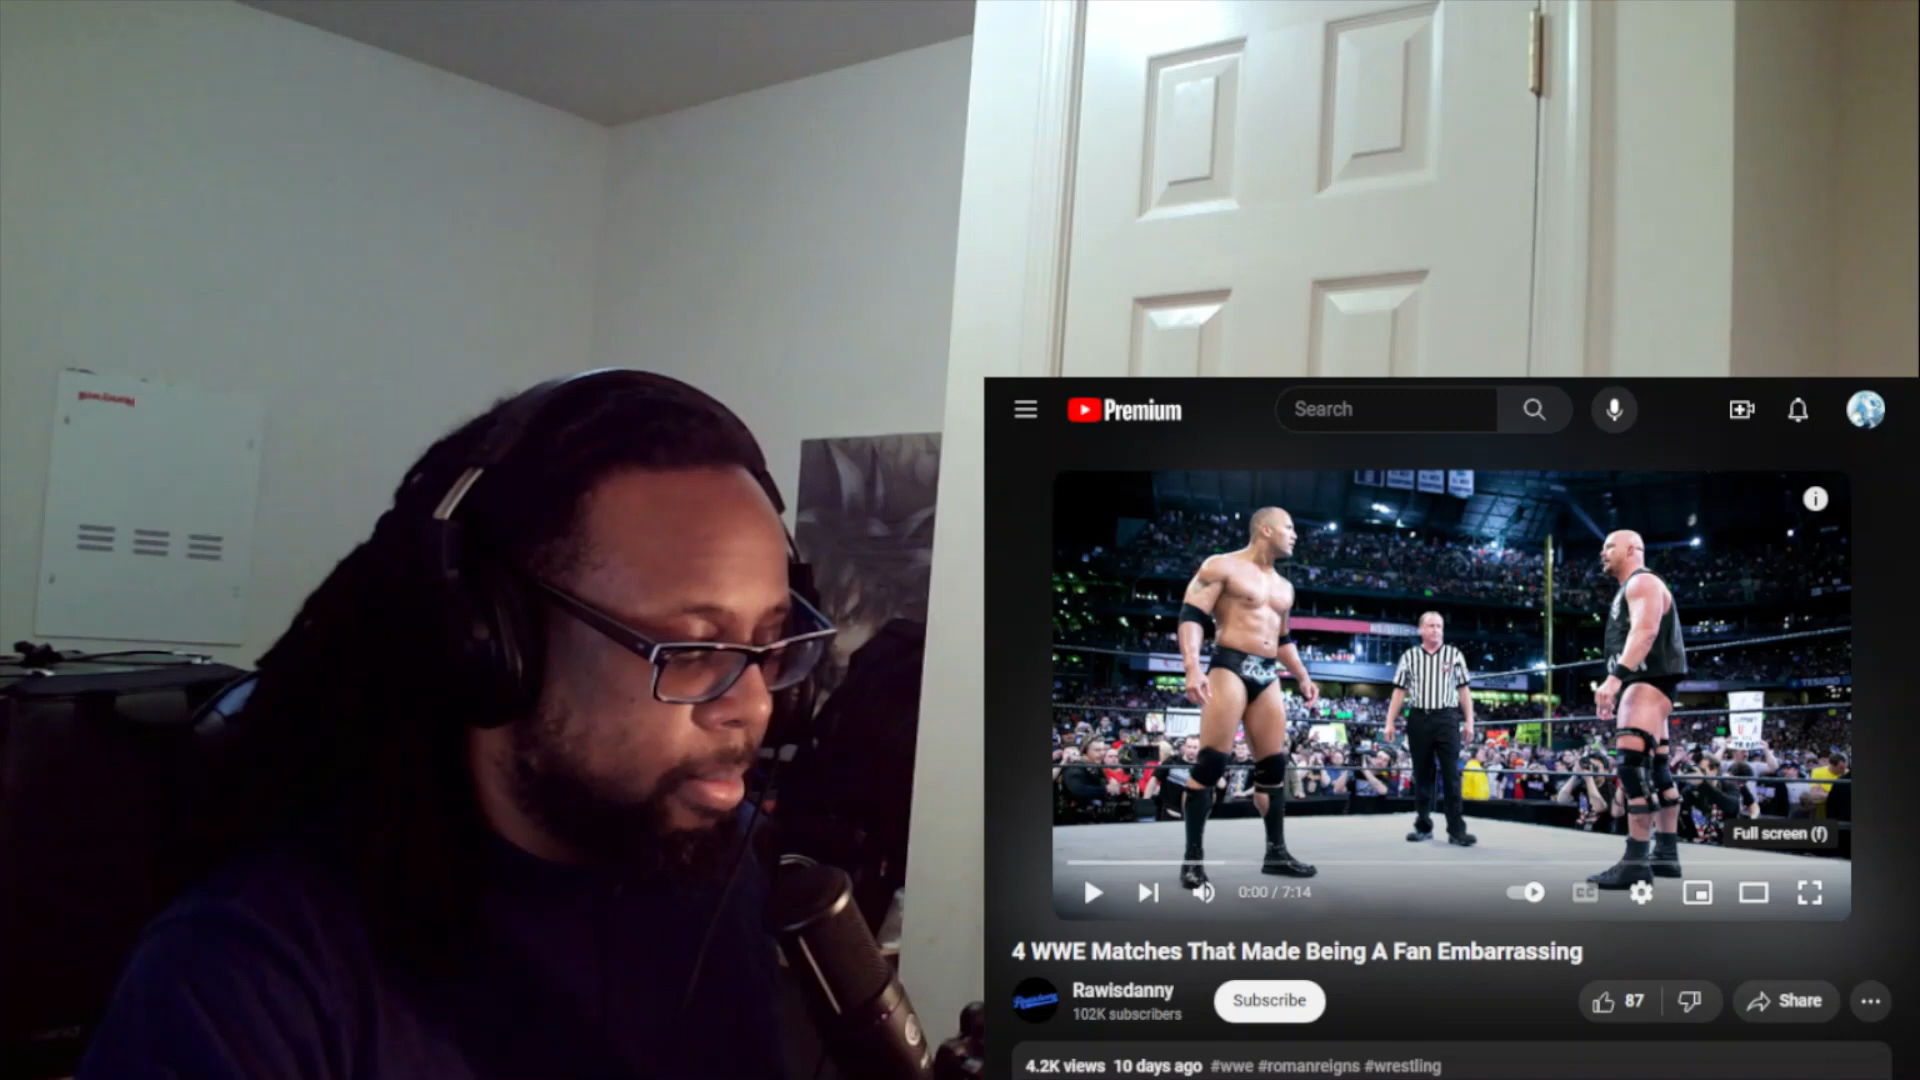 Premium
Search
i
Full screen (f)
0:00 / 7:14
CC
4 WWE Matches That Made Being A Fan Embarrassing
Rawisdanny
102K subscribers
Subscribe
87
Share
4.2K views 10 days ago #wwe #romanreigns #wrestling